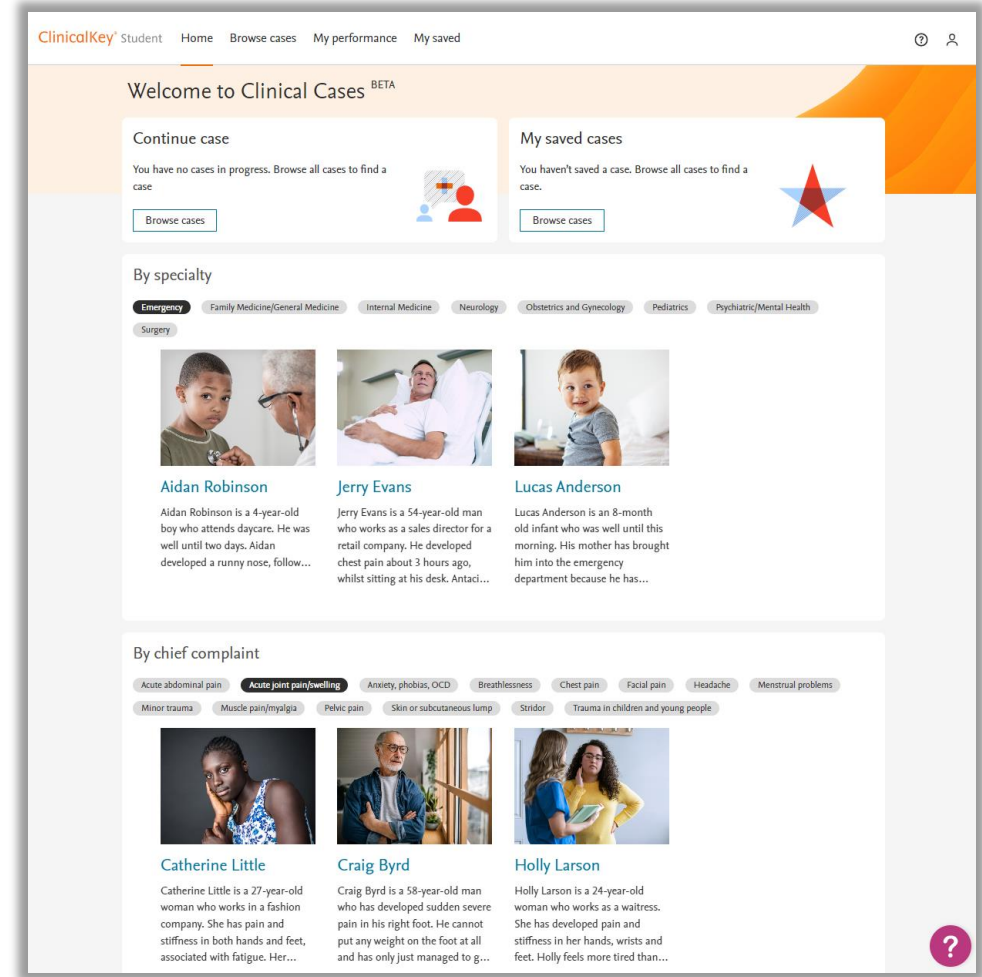 ClinicalKey® Student Home Browse cases My performance My saved
Welcome to Clinical Cases BETA
Continue case
You have no cases in progress. Browse all cases to find a
case
Browse cases
My saved cases
You haven't saved a case. Browse all cases to find a
case.
Browse cases
By specialty
Emergency Family Medicine/General Medicine Internal Medicine Neurology Obstetrics and Gynecology Pediatrics Psychiatric/Mental Health
Surgery
Aidan Robinson
Aidan Robinson is a 4-year-old
boy who attends daycare. He was
well until two days. Aidan
developed a runny nose, follow...
Jerry Evans
Jerry Evans is a 54-year-old man
who works as a sales director for a
retail company. He developed
chest pain about 3 hours ago,
whilst sitting at his desk. Antaci...
Lucas Anderson
Lucas Anderson is an 8-month
old infant who was well until this
morning. His mother has brought
him into the emergency
department because he has...
By chief complaint
Acute abdominal pain Acute joint pain/swelling Anxiety, phobias, OCD Breathlessness Chest pain Facial pain Headache Menstrual problems
Minor trauma Muscle pain/myalgia Pelvic pain Skin or subcutaneous lump Stridor Trauma in children and young people
Catherine Little
Catherine Little is a 27-year-old
woman who works in a fashion
company. She has pain and
stiffness in both hands and feet,
associated with fatigue. Her...
Craig Byrd
Craig Byrd is a 58-year-old man
who has developed sudden severe
pain in his right foot. He cannot
put any weight on the foot at all
and has only just managed to g...
Holly Larson
Holly Larson is a 24-year-old
woman who works as a waitress.
She has developed pain and
stiffness in her hands, wrists and
feet. Holly feels more tired than...
?